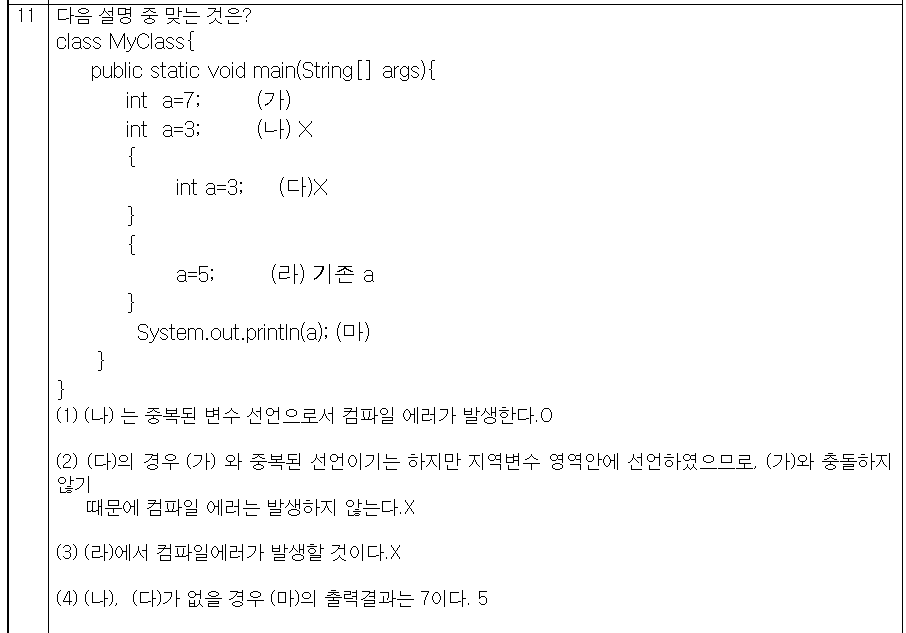 11 다음 설명 중 맞는 것은?
class MyClass{
public static void main(String[] args){
int a=7; (가)
int a=3; (나) X
{
int a=3; (다)X
}
{
a=5; (라) 기존 a
}
System.out.println(a); (마)
}
}
(1) (나) 는 중복된 변수 선언으로서 컴파일 에러가 발생한다.O
(2) (다)의 경우 (가) 와 중복된 선언이기는 하지만 지역변수 영역안에 선언하였으므로, (가)와 충돌하지
않기
때문에 컴파일 에러는 발생하지 않는다.X
(3) (라)에서 컴파일에러가 발생할 것이다.X
(4) (나), (다)가 없을 경우 (마)의 출력결과는 7이다. 5